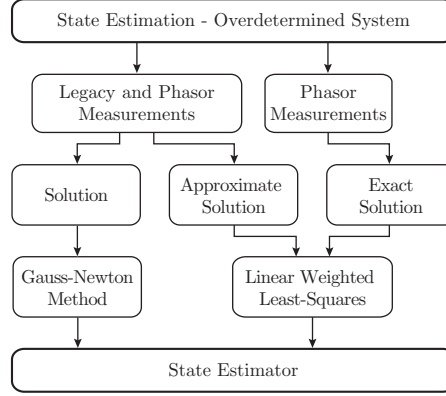 State Estimation - Overdetermined System
Legacy and Phasor
Measurements
Phasor
Measurements
Solution
Approximate
Solution
Exact
Solution
Gauss-Newton
Method
Linear Weighted
Least-Squares
State Estimator